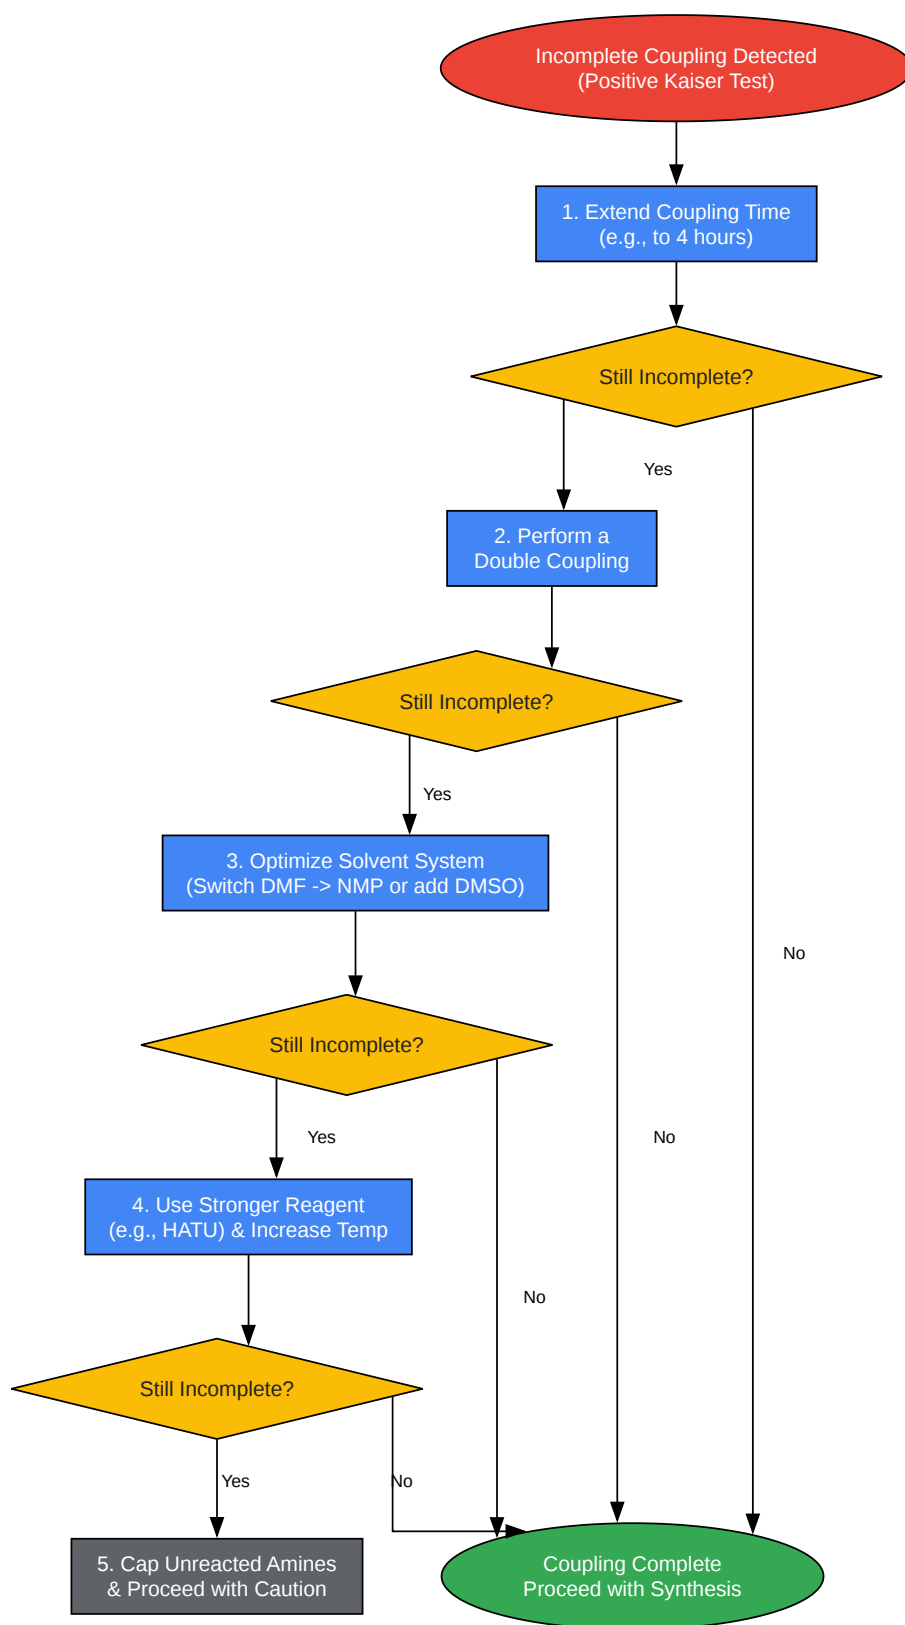 Incomplete Coupling Detected
(Positive Kaiser Test)
1. Extend Coupling Time
(e.g., to 4 hours)
Still Incomplete?
Yes
2. Perform a
Double Coupling
Still Incomplete?
Yes
3. Optimize Solvent System
(Switch DMF -> NMP or add DMSO)
No
Still Incomplete?
Yes
No
4. Use Stronger Reagent
(e.g., HATU) & Increase Temp
No
Still Incomplete?
Yes
No
5. Cap Unreacted Amines
& Proceed with Caution
Coupling Complete
Proceed with Synthesis